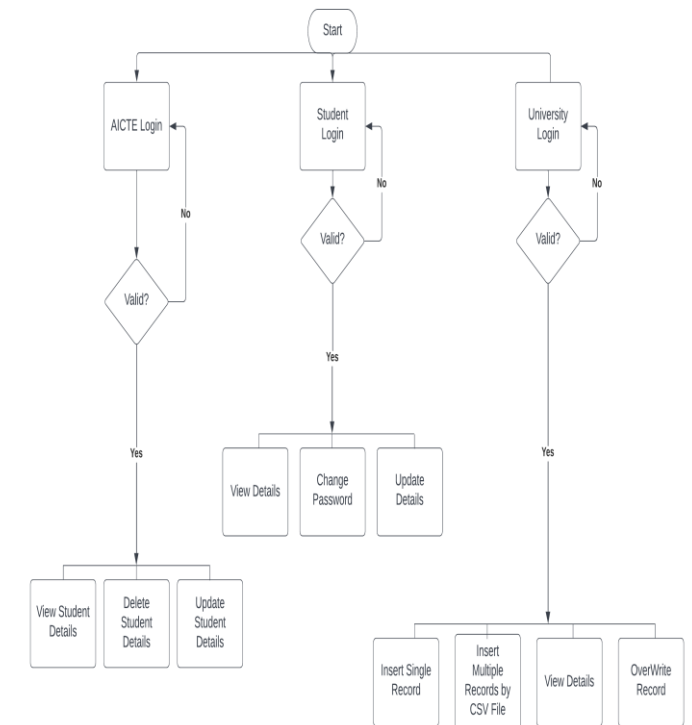 Start
AICTE Login
Student
Login
University
Login
No
No
No
Valid?
Valid?
Valid?
Yes
Yes
Yes
View Details
Change
Password
Update
Details
View Student
Details
Delete
Student
Details
Update
Student
Details
Insert Single
Record
Insert
Multiple
Records by
CSV File
View Details
OverWrite
Record